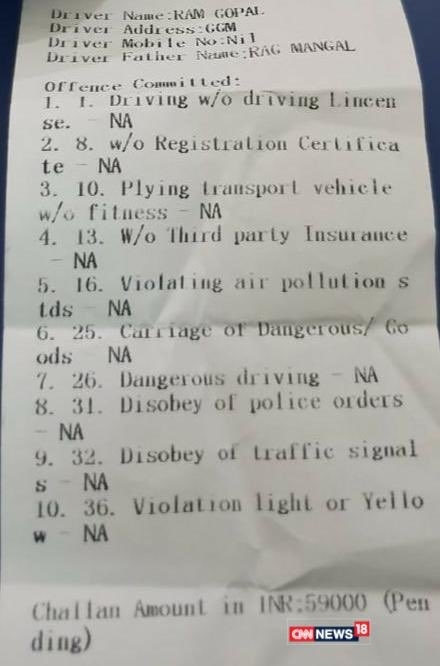 Driver Name:RAM GOPAL
Driver Address:GGM
Driver Mobile No:Nil
Driver Father Name:RAG MANGAL
Offence Committed:
1. 1. Driving w/o driving Lincen
se. - NA
2. 8. w/o Registration Certifica
te - NA
3. 10. Plying transport vehicle
w/o fitness - NA
4. 13. W/o Third party Insurance
- NA
5. 16. Violating air pollution s
tds - NA
6. 25. Carriage of Dangerous/ Go
ods - NA
7. 26. Dangerous driving - NA
8. 31. Disobey of police orders
- NA
9. 32. Disobey of traffic signal
s - NA
10. 36. Violation light or Yello
w - NA
Challan Amount in INR:59000 (Pen
ding)
CNN NEWS 18